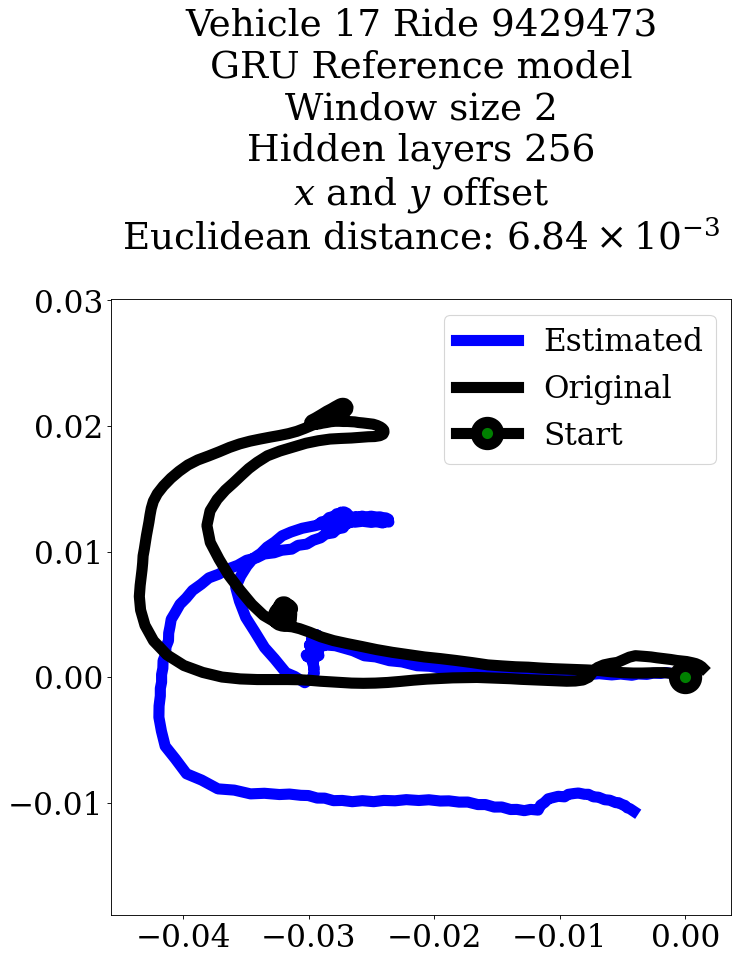 Vehicle 17 Ride 9429473
GRU Reference model
Window size 2
Hidden layers 256
x and y offset
Euclidean distance: 6.84 × 10⁻³
0.03
0.02
0.01
0.00
−0.01
Estimated
Original
Start
−0.04 −0.03 −0.02 −0.01 0.00